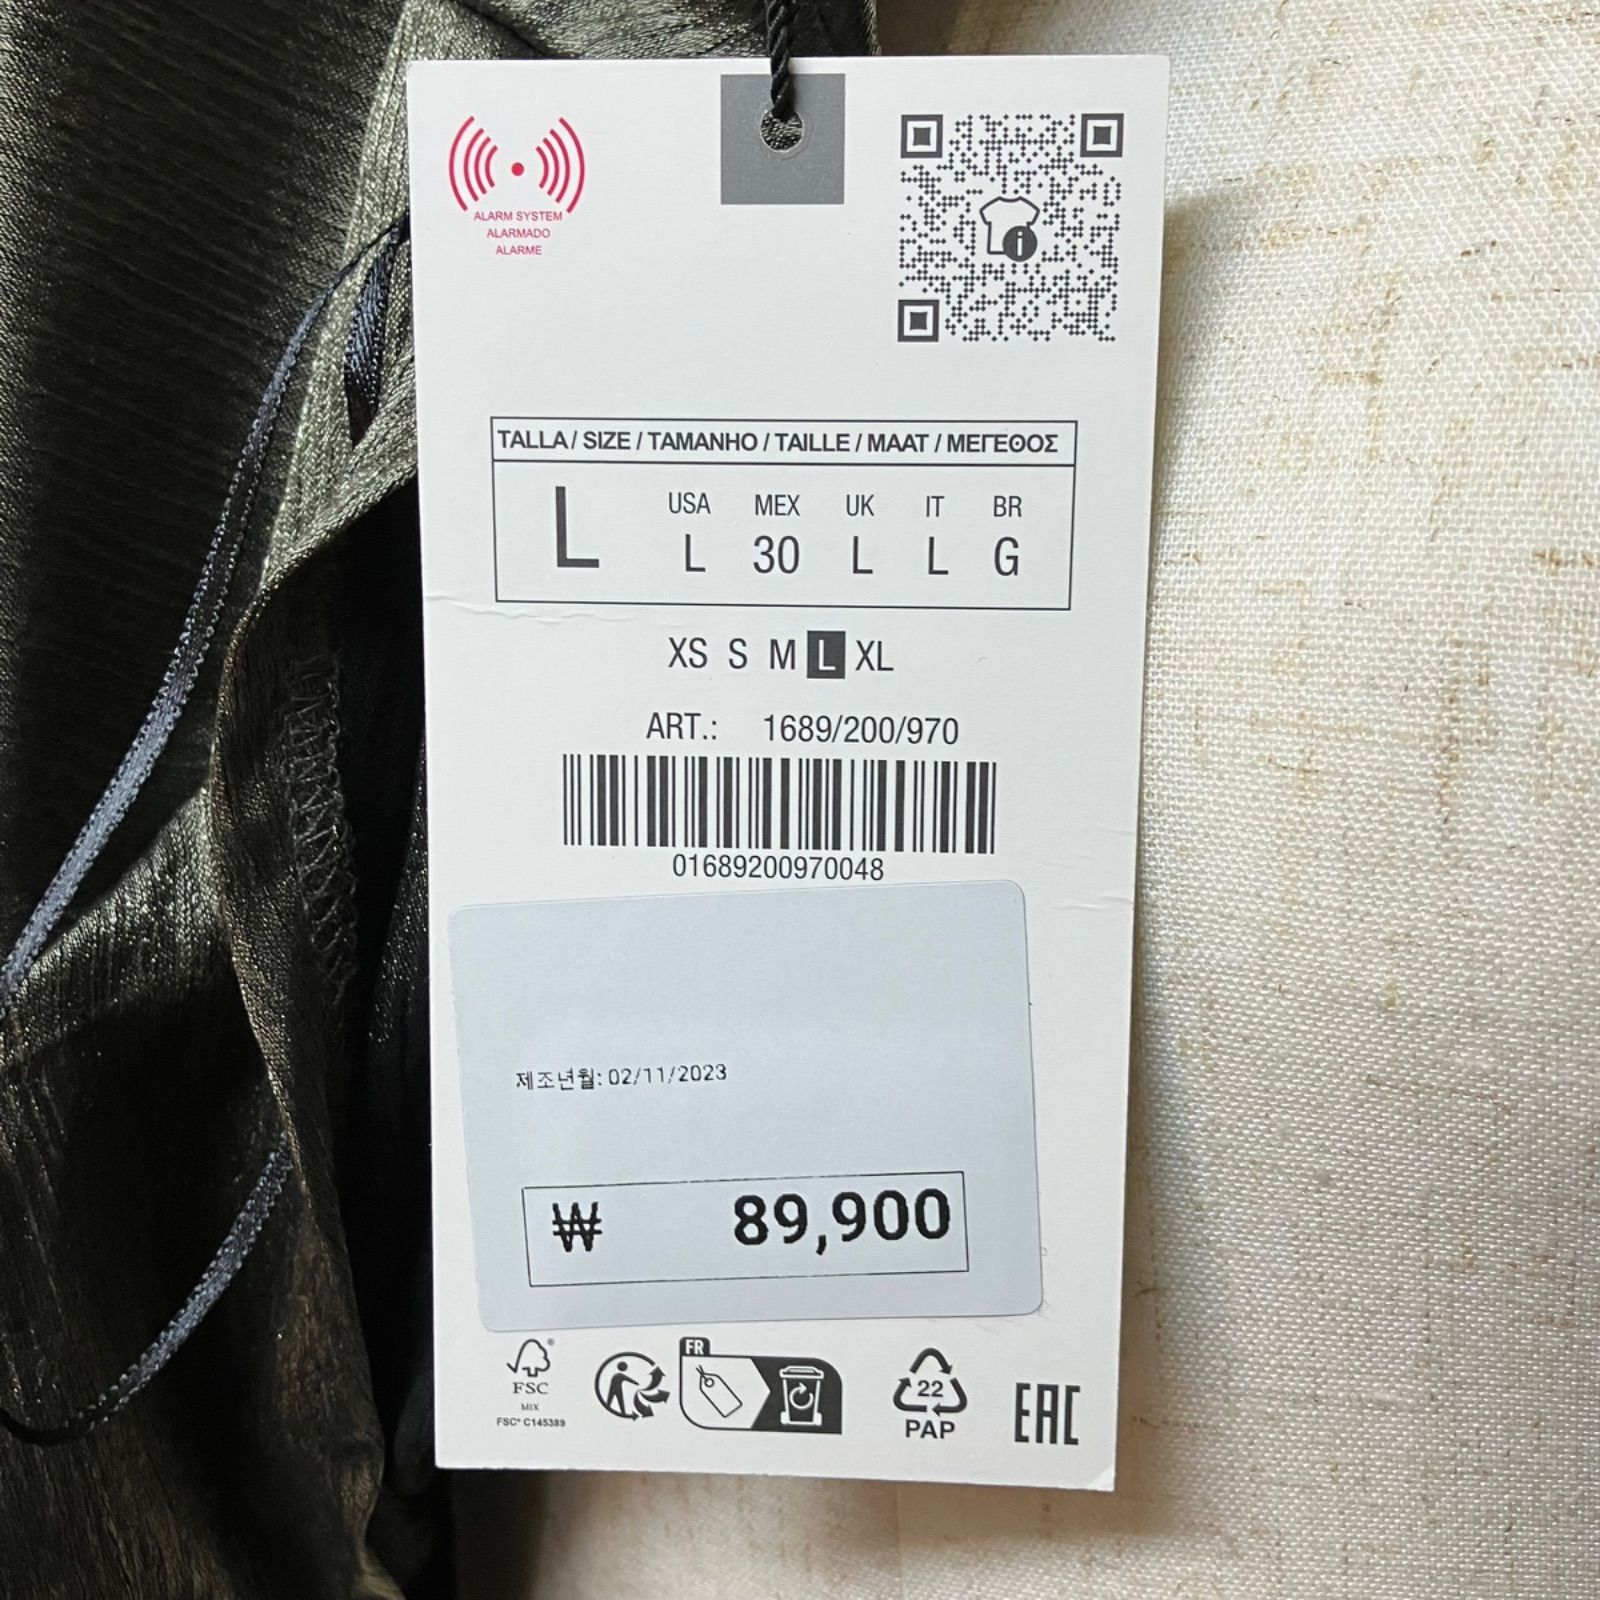 ALARM SYSTEM
ALARMADO
ALARME
i
TALLA / SIZE / TAMANHO / TAILLE / MAAT / ΜΕΓΕΘΟΣ
USA MEX UK IT BR
L L 30 L L G
XS S M L XL
ART.: 1689/200/970
01689200970048
제조년월: 02/11/2023
₩ 89,900
FSC®
MIX
FSC® C145389
FR
22
PAP
EAC